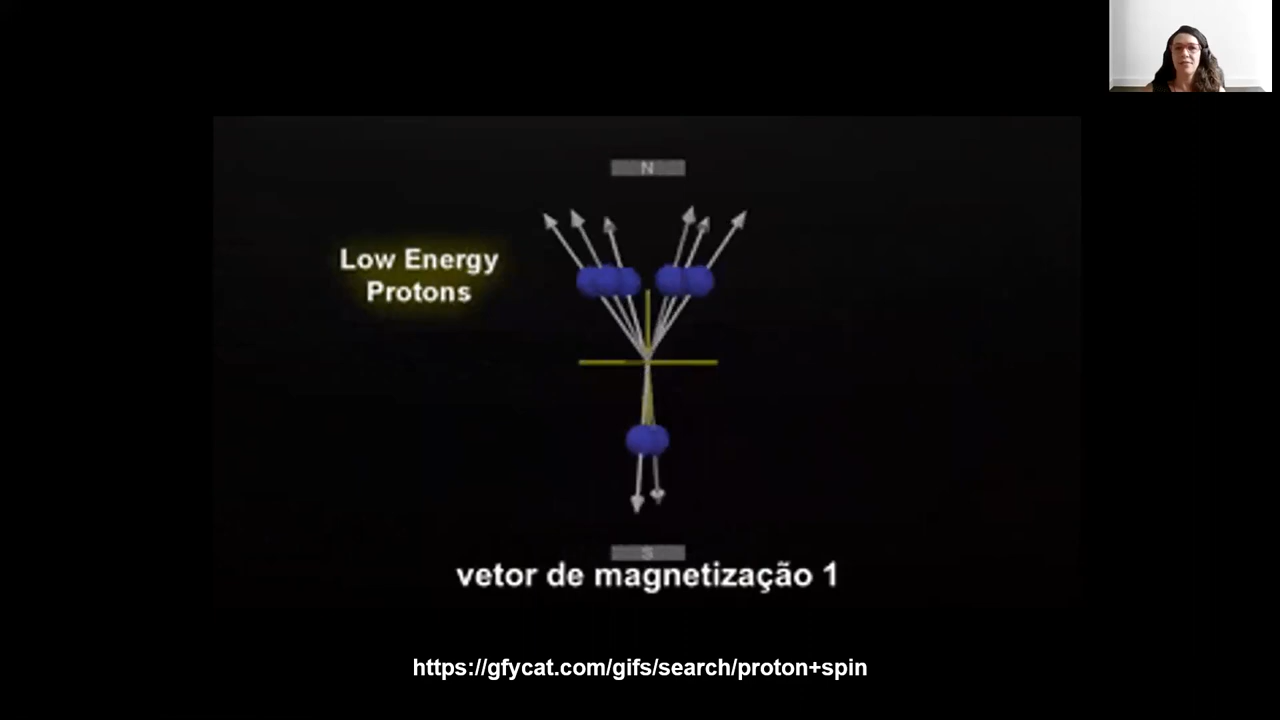 N
Low Energy
Protons
S
vetor de magnetização 1
https://gfycat.com/gifs/search/proton+spin